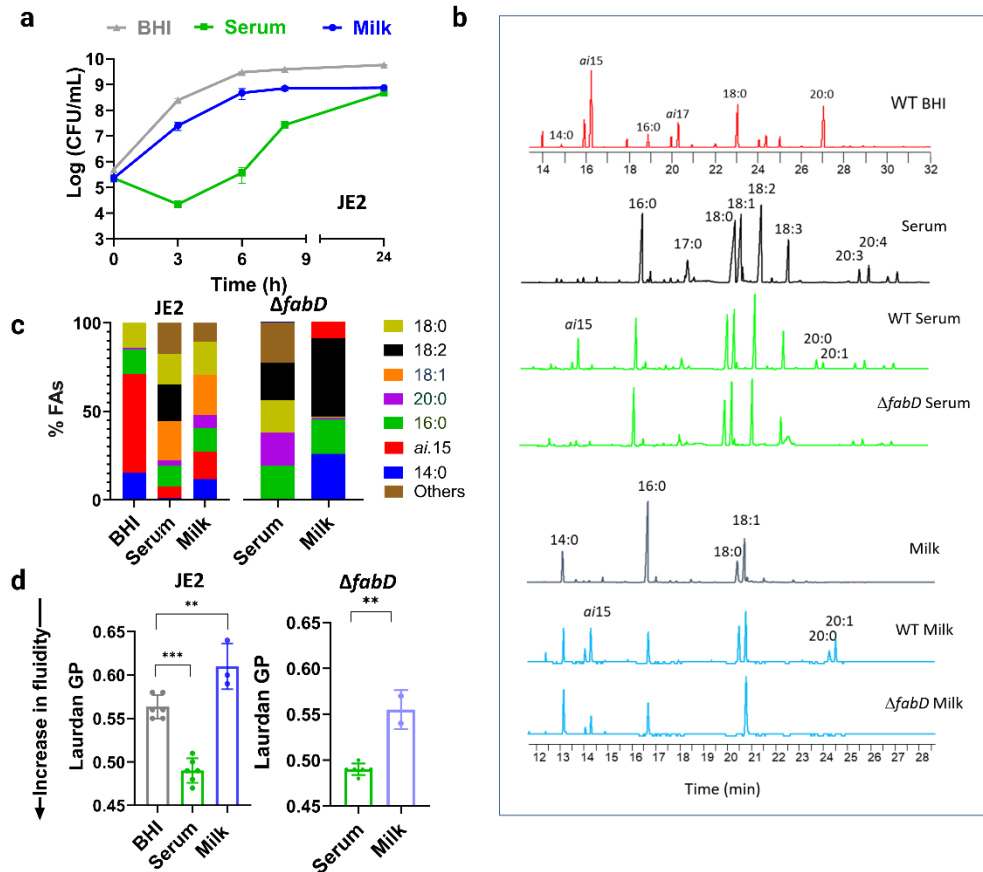 a
BHI Serum Milk
Log (CFU/mL)
10
9
8
7
6
5
4
3
0 3 6 9 24
JE2
Time (h)
b
WT BHI
14:0 ai15 16:0 ai17 18:0 20:0
14 16 18 20 22 24 26 28 30 32
Serum
16:0 17:0 18:0 18:1 18:2 18:3 20:3 20:4
WT Serum
ai15 20:0 20:1
ΔfabD Serum
Milk
14:0 16:0 18:0 18:1
WT Milk
ai15 20:0 20:1
ΔfabD Milk
12 13 14 15 16 17 18 19 20 21 22 23 24 25 26 27 28
Time (min)
c
JE2 ΔfabD
% FAs
100
50
0
BHI Serum Milk
Serum Milk
18:0
18:2
18:1
20:0
16:0
ai.15
14:0
Others
d
Increase in fluidity
JE2
Laurdan GP
0.65
0.60
0.55
0.50
0.45
**
***
BHI Serum Milk
ΔfabD
Laurdan GP
0.65
0.60
0.55
0.50
0.45
**
Serum Milk